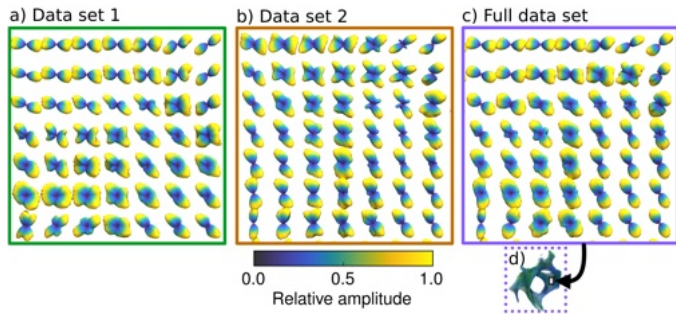 a) Data set 1
b) Data set 2
c) Full data set
d)
0.0 0.5 1.0
Relative amplitude